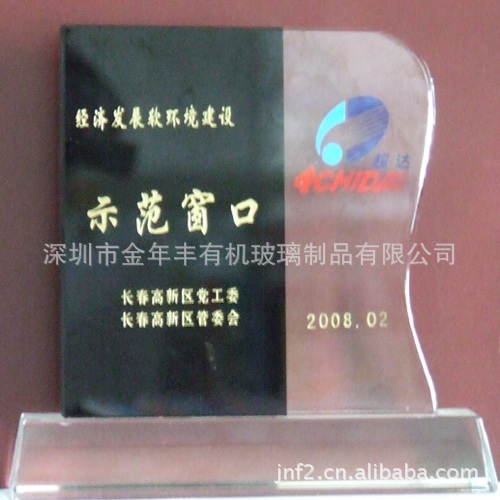 经济发展软环境建设
超达
示范窗口
深圳市金年丰有机玻璃制品有限公司
长春高新区党工委
长春高新区管委会
2008.02
jnf2.cn.alibaba.com